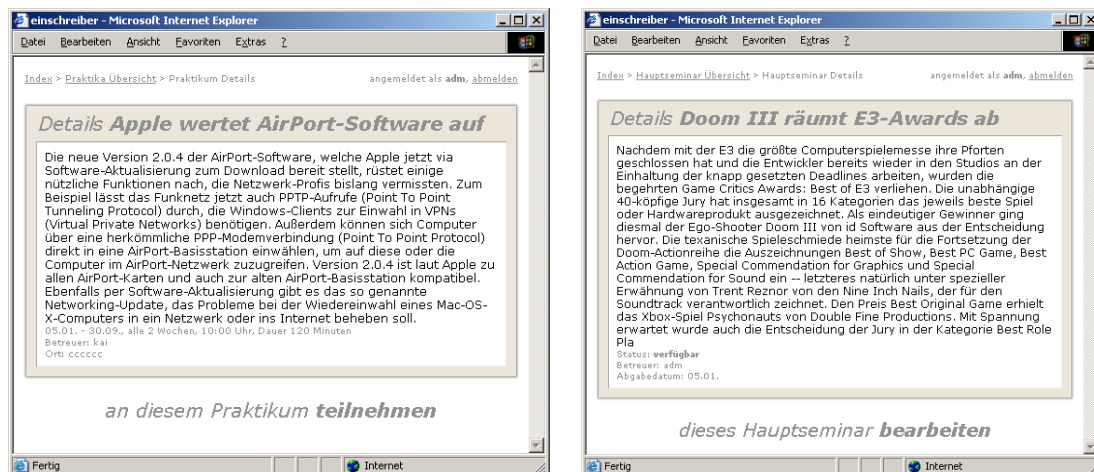 einschreiber - Microsoft Internet Explorer
Datei Bearbeiten Ansicht Favoriten Extras ?
Index > Praktika Übersicht > Praktikum Details
angemeldet als adm, abmelden
Details Apple wertet AirPort-Software auf
Die neue Version 2.0.4 der AirPort-Software, welche Apple jetzt via
Software-Aktualisierung zum Download bereit stellt, rüstet einige
nützliche Funktionen nach, die Netzwerk-Profis bislang vermissten. Zum
Beispiel lässt das Funknetz jetzt auch PPTP-Aufrufe (Point To Point
Tunneling Protocol) durch, die Windows-Clients zur Einwahl in VPNs
(Virtual Private Networks) benötigen. Außerdem können sich Computer
über eine herkömmliche PPP-Modemverbindung (Point To Point Protocol)
direkt in eine AirPort-Basisstation einwählen, um auf diese oder die
Computer im AirPort-Netzwerk zuzugreifen. Version 2.0.4 ist laut Apple zu
allen AirPort-Karten und auch zur alten AirPort-Basisstation kompatibel.
Ebenfalls per Software-Aktualisierung gibt es das so genannte
Networking-Update, das Probleme bei der Wiedereinwahl eines Mac-OS-
X-Computers in ein Netzwerk oder ins Internet beheben soll.
05.01. - 30.09., alle 2 Wochen, 10:00 Uhr, Dauer 120 Minuten
Betreuer: kai
Ort: cccccc
an diesem Praktikum teilnehmen
Fertig
Internet
einschreiber - Microsoft Internet Explorer
Datei Bearbeiten Ansicht Favoriten Extras ?
Index > Hauptseminar Übersicht > Hauptseminar Details
angemeldet als adm, abmelden
Details Doom III räumt E3-Awards ab
Nachdem mit der E3 die größte Computerspielemesse ihre Pforten
geschlossen hat und die Entwickler bereits wieder in den Studios an der
Einhaltung der knapp gesetzten Deadlines arbeiten, wurden die
begehrten Game Critics Awards: Best of E3 verliehen. Die unabhängige
40-köpfige Jury hat insgesamt in 16 Kategorien das jeweils beste Spiel
oder Hardwareprodukt ausgezeichnet. Als eindeutiger Gewinner ging
diesmal der Ego-Shooter Doom III von id Software aus der Entscheidung
hervor. Die texanische Spieleschmiede heimste für die Fortsetzung der
Doom-Actionreihe die Auszeichnungen Best of Show, Best PC Game, Best
Action Game, Special Commendation for Graphics und Special
Commendation for Sound ein -- letzteres natürlich unter spezieller
Erwähnung von Trent Reznor von den Nine Inch Nails, der für den
Soundtrack verantwortlich zeichnet. Den Preis Best Original Game erhielt
das Xbox-Spiel Psychonauts von Double Fine Productions. Mit Spannung
erwartet wurde auch die Entscheidung der Jury in der Kategorie Best Role
Pla
Status: verfügbar
Betreuer: adm
Abgabedatum: 05.01.
dieses Hauptseminar bearbeiten
Fertig
Internet